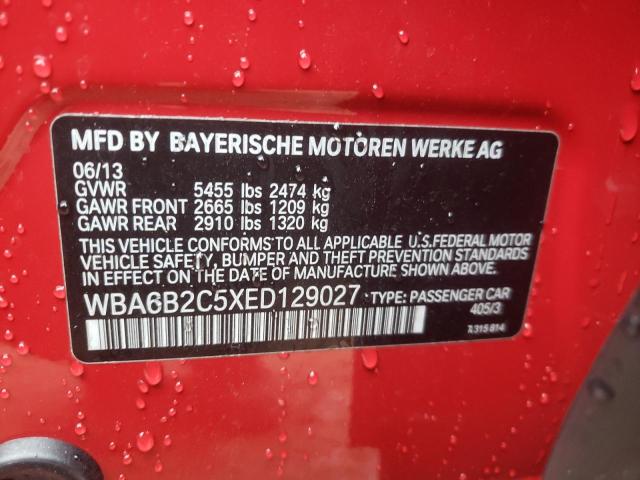 MFD BY BAYERISCHE MOTOREN WERKE AG
06/13
GVWR 5455 lbs 2474 kg
GAWR FRONT 2665 lbs 1209 kg
GAWR REAR 2910 lbs 1320 kg
THIS VEHICLE CONFORMS TO ALL APPLICABLE U.S.FEDERAL MOTOR
VEHICLE SAFETY, BUMPER AND THEFT PREVENTION STANDARDS
IN EFFECT ON THE DATE OF MANUFACTURE SHOWN ABOVE.
WBA6B2C5XED129027 TYPE: PASSENGER CAR
405/3
7.315 814